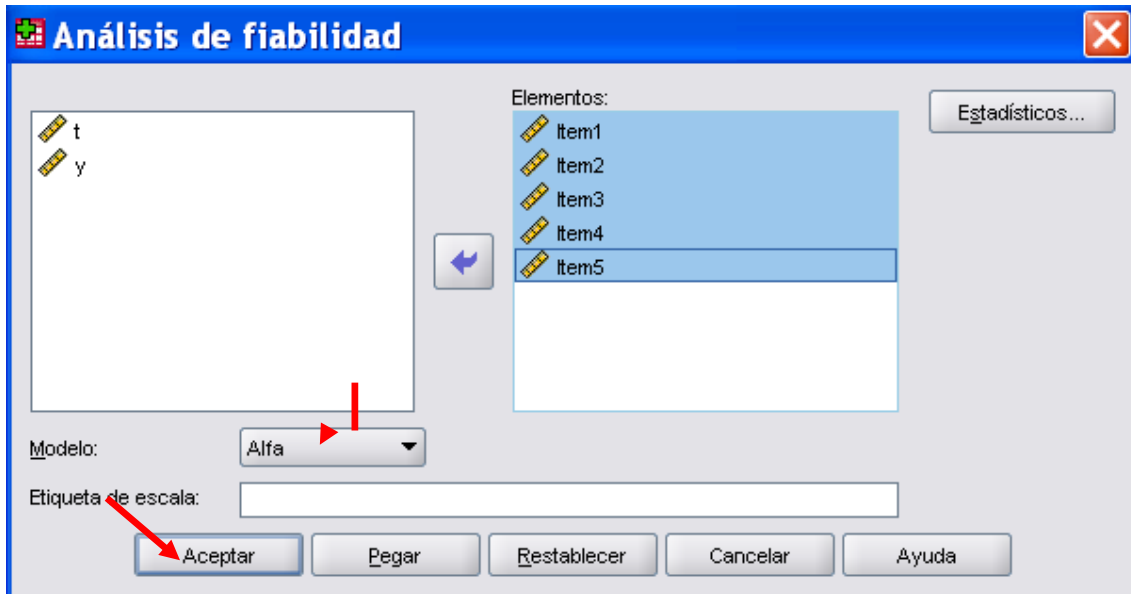 Análisis de fiabilidad
Elementos:
t
y
Item1
Item2
Item3
Item4
Item5
Estadísticos...
Modelo:
Alfa
Etiqueta de escala:
Aceptar
Pegar
Restablecer
Cancelar
Ayuda